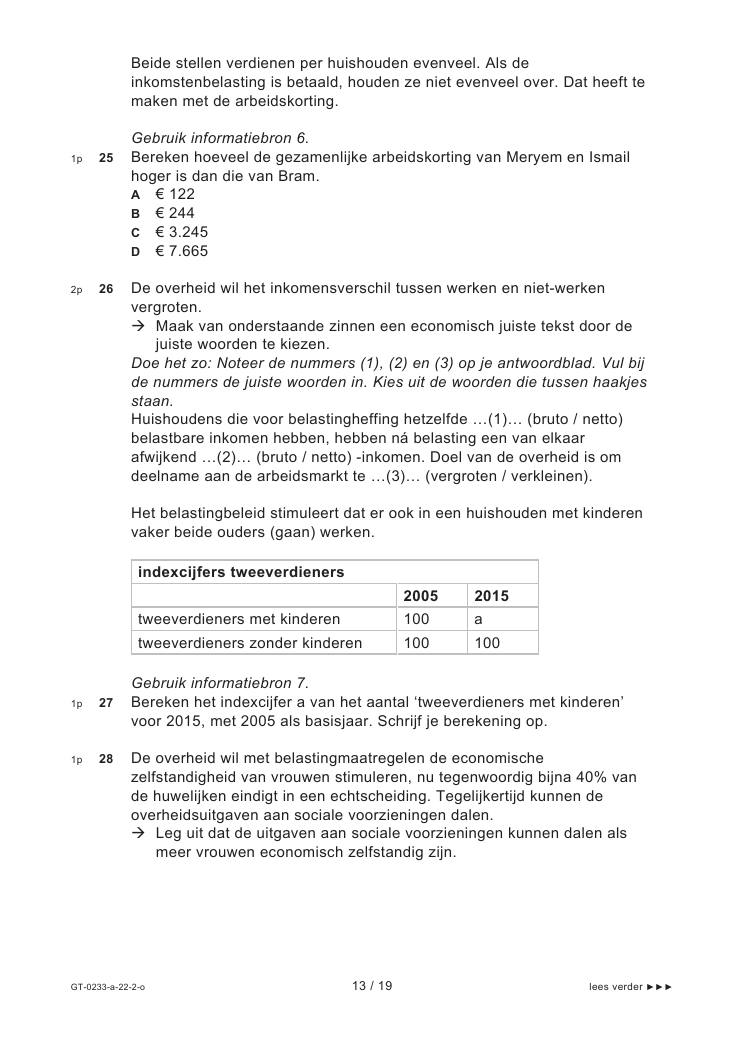 Beide stellen verdienen per huishouden evenveel. Als de
inkomstenbelasting is betaald, houden ze niet evenveel over. Dat heeft te
maken met de arbeidskorting.
Gebruik informatiebron 6.
1p 25 Bereken hoeveel de gezamenlijke arbeidskorting van Meryem en Ismail
hoger is dan die van Bram.
A € 122
B € 244
C € 3.245
D € 7.665
2p 26 De overheid wil het inkomensverschil tussen werken en niet-werken
vergroten.
→ Maak van onderstaande zinnen een economisch juiste tekst door de
juiste woorden te kiezen.
Doe het zo: Noteer de nummers (1), (2) en (3) op je antwoordblad. Vul bij
de nummers de juiste woorden in. Kies uit de woorden die tussen haakjes
staan.
Huishoudens die voor belastingheffing hetzelfde …(1)… (bruto / netto)
belastbare inkomen hebben, hebben ná belasting een van elkaar
afwijkend …(2)… (bruto / netto) -inkomen. Doel van de overheid is om
deelname aan de arbeidsmarkt te …(3)… (vergroten / verkleinen).
Het belastingbeleid stimuleert dat er ook in een huishouden met kinderen
vaker beide ouders (gaan) werken.
indexcijfers tweeverdieners
2005 2015
tweeverdieners met kinderen 100 a
tweeverdieners zonder kinderen 100 100
Gebruik informatiebron 7.
1p 27 Bereken het indexcijfer a van het aantal ‘tweeverdieners met kinderen’
voor 2015, met 2005 als basisjaar. Schrijf je berekening op.
1p 28 De overheid wil met belastingmaatregelen de economische
zelfstandigheid van vrouwen stimuleren, nu tegenwoordig bijna 40% van
de huwelijken eindigt in een echtscheiding. Tegelijkertijd kunnen de
overheidsuitgaven aan sociale voorzieningen dalen.
→ Leg uit dat de uitgaven aan sociale voorzieningen kunnen dalen als
meer vrouwen economisch zelfstandig zijn.
GT-0233-a-22-2-o 13 / 19 lees verder ►►►